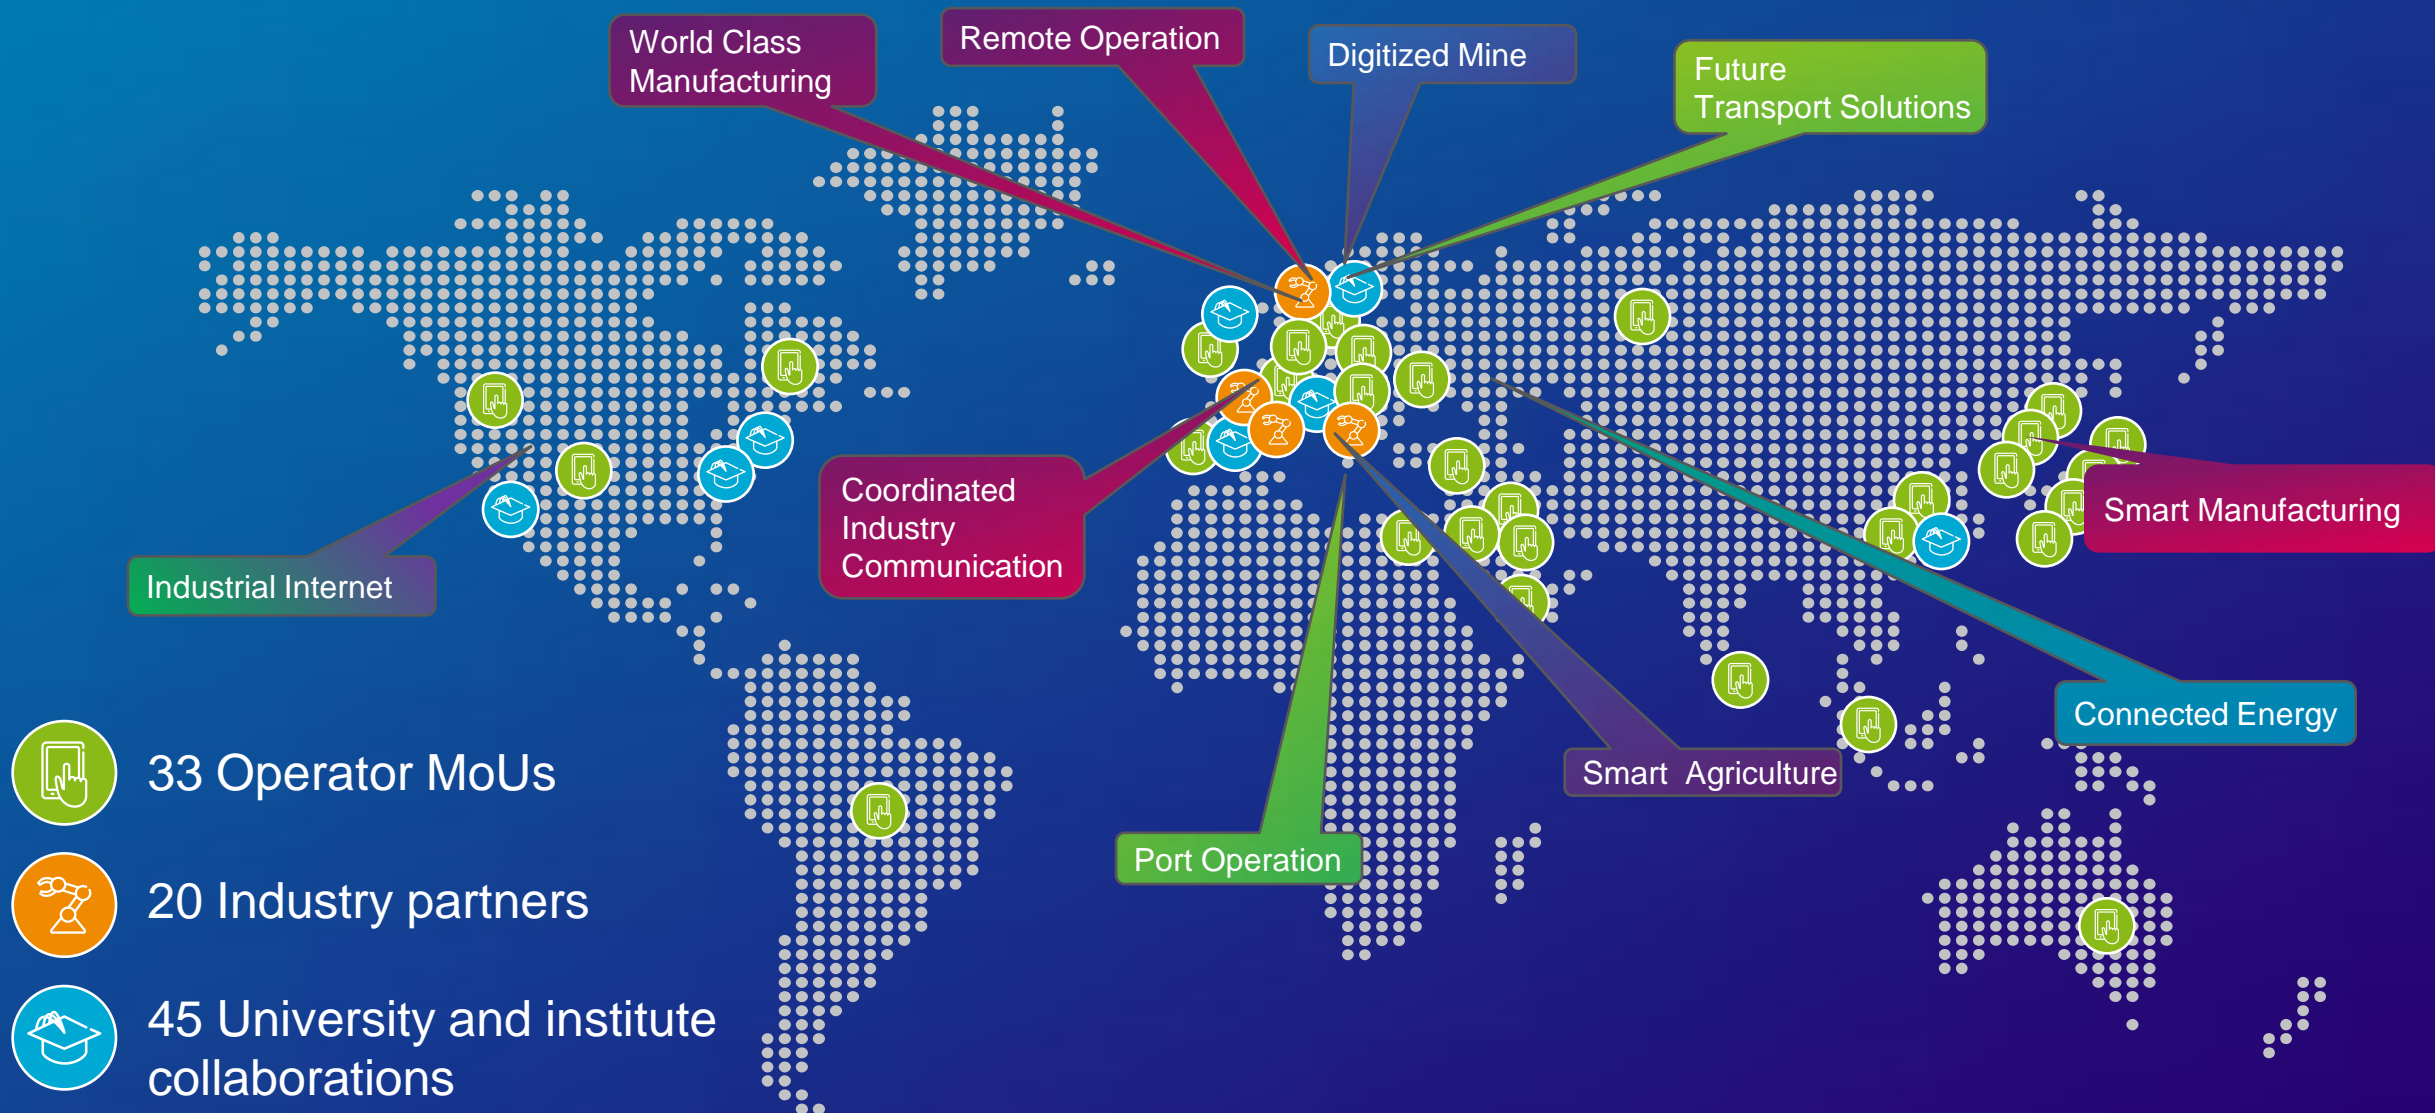 World Class
Manufacturing
Remote Operation
Digitized Mine
Future
Transport Solutions
Coordinated
Industry
Communication
Smart Manufacturing
Industrial Internet
Connected Energy
Smart Agriculture
Port Operation
33 Operator MoUs
20 Industry partners
45 University and institute
collaborations